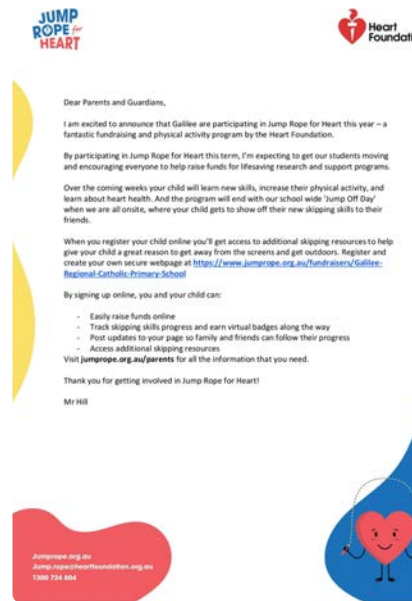 JUMP
ROPE for
HEART
Heart
Foundati
Dear Parents and Guardians,
I am excited to announce that Galilee are participating in Jump Rope for Heart this year – a
fantastic fundraising and physical activity program by the Heart Foundation.
By participating in Jump Rope for Heart this term, I'm expecting to get our students moving
and encouraging everyone to help raise funds for lifesaving research and support programs.
Over the coming weeks your child will learn new skills, increase their physical activity, and
learn about heart health. And the program will end with our school wide 'Jump Off Day'
when we are all onsite, where your child gets to show off their new skipping skills to their
friends.
When you register your child online you'll get access to additional skipping resources to help
give your child a great reason to get away from the screens and get outdoors. Register and
create your own secure webpage at https://www.jumprope.org.au/fundraisers/Galilee-
Regional-Catholic-Primary-School
By signing up online, you and your child can:
- Easily raise funds online
- Track skipping skills progress and earn virtual badges along the way
- Post updates to your page so family and friends can follow their progress
- Access additional skipping resources
Visit jumprope.org.au/parents for all the information that you need.
Thank you for getting involved in Jump Rope for Heart!
Mr Hill
Jumprope.org.au
Jump.rope@heartfoundation.org.au
1300 724 804